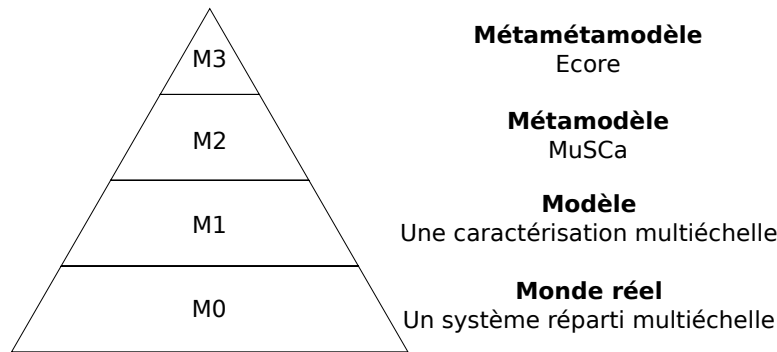 M3
Métamétamodèle
Ecore
M2
Métamodèle
MuSCa
M1
Modèle
Une caractérisation multiéchelle
M0
Monde réel
Un système réparti multiéchelle